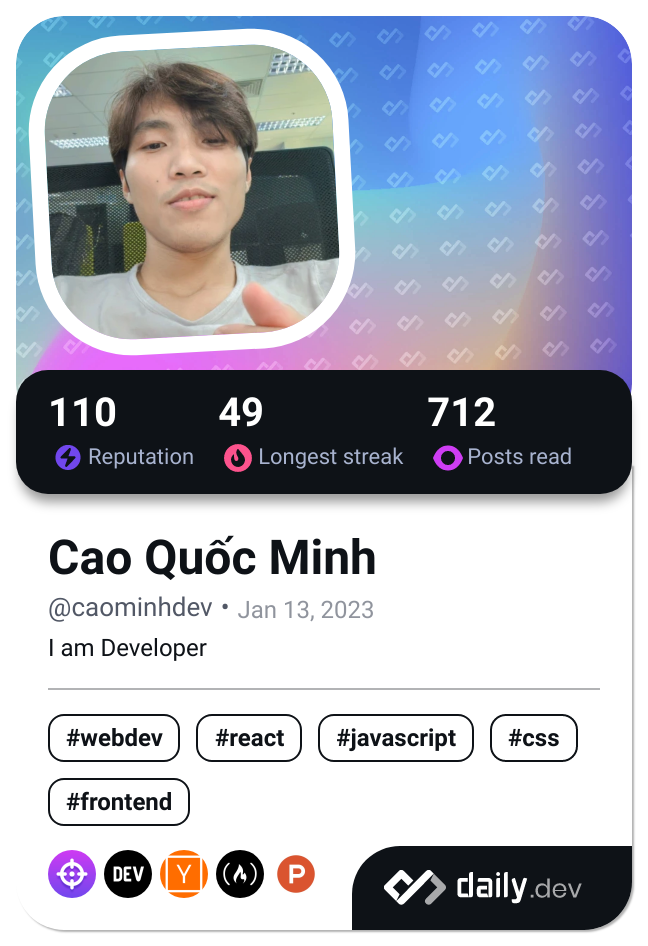 110 49 712
Reputation Longest streak Posts read
Cao Quốc Minh
@caominhdev • Jan 13, 2023
I am Developer
#webdev #react #javascript #css
#frontend
DEV Y P daily.dev